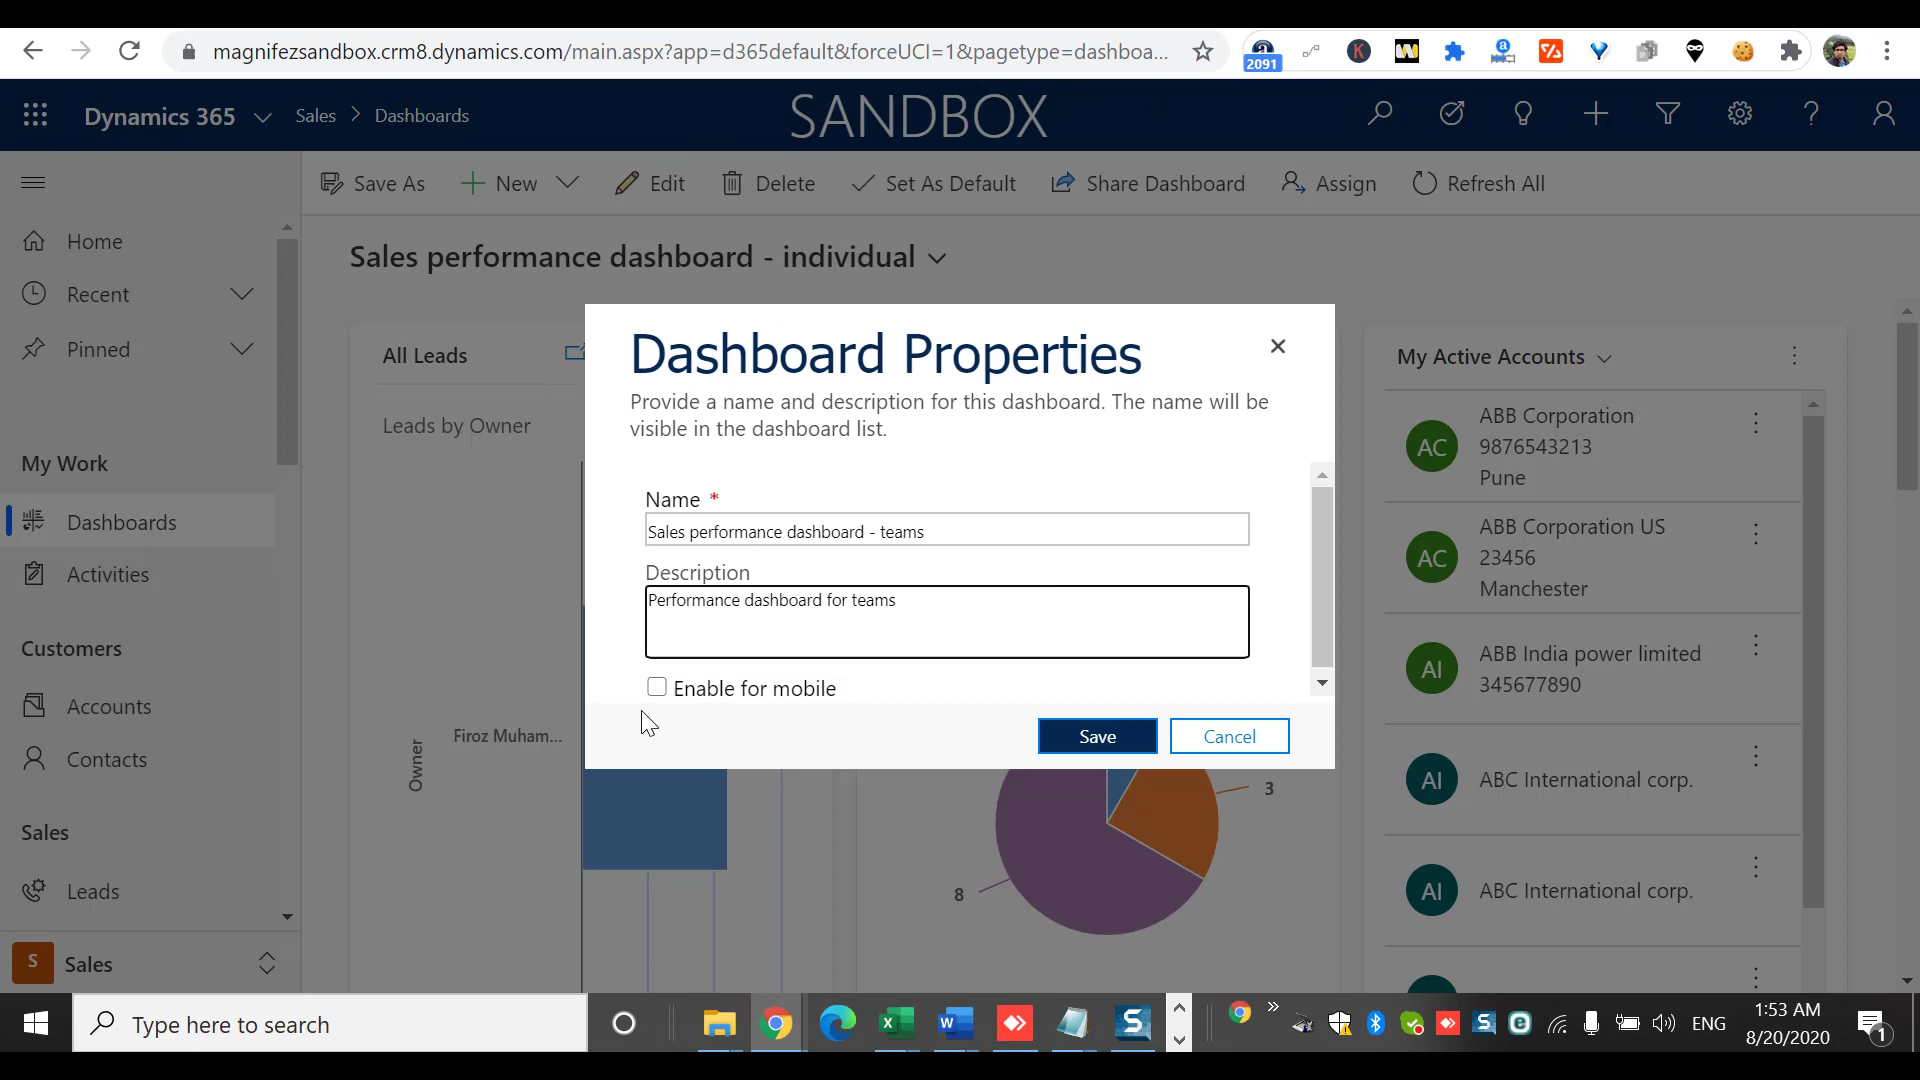 magnifezsandbox.crm8.dynamics.com/main.aspx?app=d365default&forceUCI=1&pagetype=dashboa...
2091
Dynamics 365
Sales > Dashboards
SANDBOX
Save As
New
Edit
Delete
Set As Default
Share Dashboard
Assign
Refresh All
Home
Recent
Pinned
My Work
Dashboards
Activities
Customers
Accounts
Contacts
Sales
Leads
S Sales
Sales performance dashboard - individual
All Leads
Leads by Owner
Owner
Firoz Muham...
Dashboard Properties
Provide a name and description for this dashboard. The name will be
visible in the dashboard list.
Name *
Sales performance dashboard - teams
Description
Performance dashboard for teams
Enable for mobile
Save
Cancel
3
8
My Active Accounts
AC
ABB Corporation
9876543213
Pune
AC
ABB Corporation US
23456
Manchester
AI
ABB India power limited
345677890
AI
ABC International corp.
AI
ABC International corp.
Type here to search
ENG
1:53 AM
8/20/2020
1